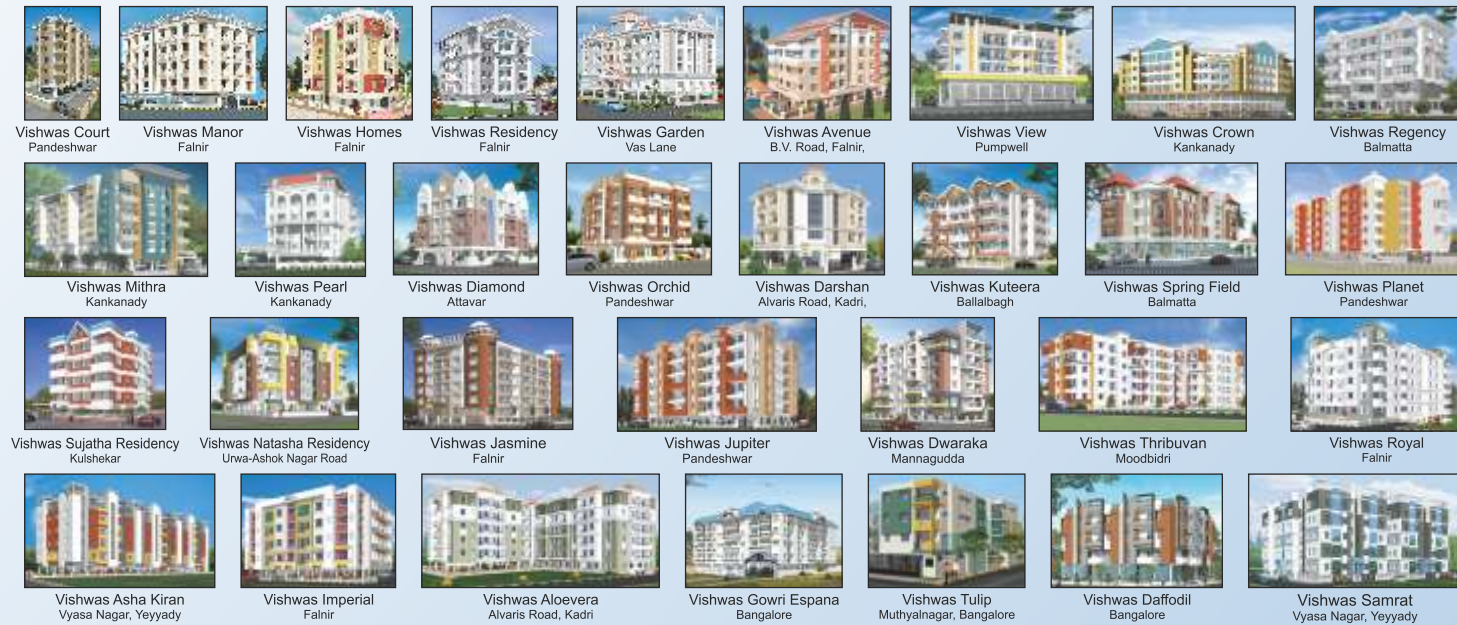 Vishwas Court
Pandeshwar
Vishwas Manor
Falnir
Vishwas Homes
Falnir
Vishwas Residency
Falnir
Vishwas Garden
Vas Lane
Vishwas Avenue
B.V. Road, Falnir,
Vishwas View
Pumpwell
Vishwas Crown
Kankanady
Vishwas Regency
Balmatta
Vishwas Mithra
Kankanady
Vishwas Pearl
Kankanady
Vishwas Diamond
Attavar
Vishwas Orchid
Pandeshwar
Vishwas Darshan
Alvaris Road, Kadri,
Vishwas Kuteera
Ballalbagh
Vishwas Spring Field
Balmatta
Vishwas Planet
Pandeshwar
Vishwas Sujatha Residency
Kulshekar
Vishwas Natasha Residency
Urwa-Ashok Nagar Road
Vishwas Jasmine
Falnir
Vishwas Jupiter
Pandeshwar
Vishwas Dwaraka
Mannagudda
Vishwas Thribuvan
Moodbidri
Vishwas Royal
Falnir
Vishwas Asha Kiran
Vyasa Nagar, Yeyyady
Vishwas Imperial
Falnir
Vishwas Aloevera
Alvaris Road, Kadri
Vishwas Gowri Espana
Bangalore
Vishwas Tulip
Muthyalnagar, Bangalore
Vishwas Daffodil
Bangalore
Vishwas Samrat
Vyasa Nagar, Yeyyady